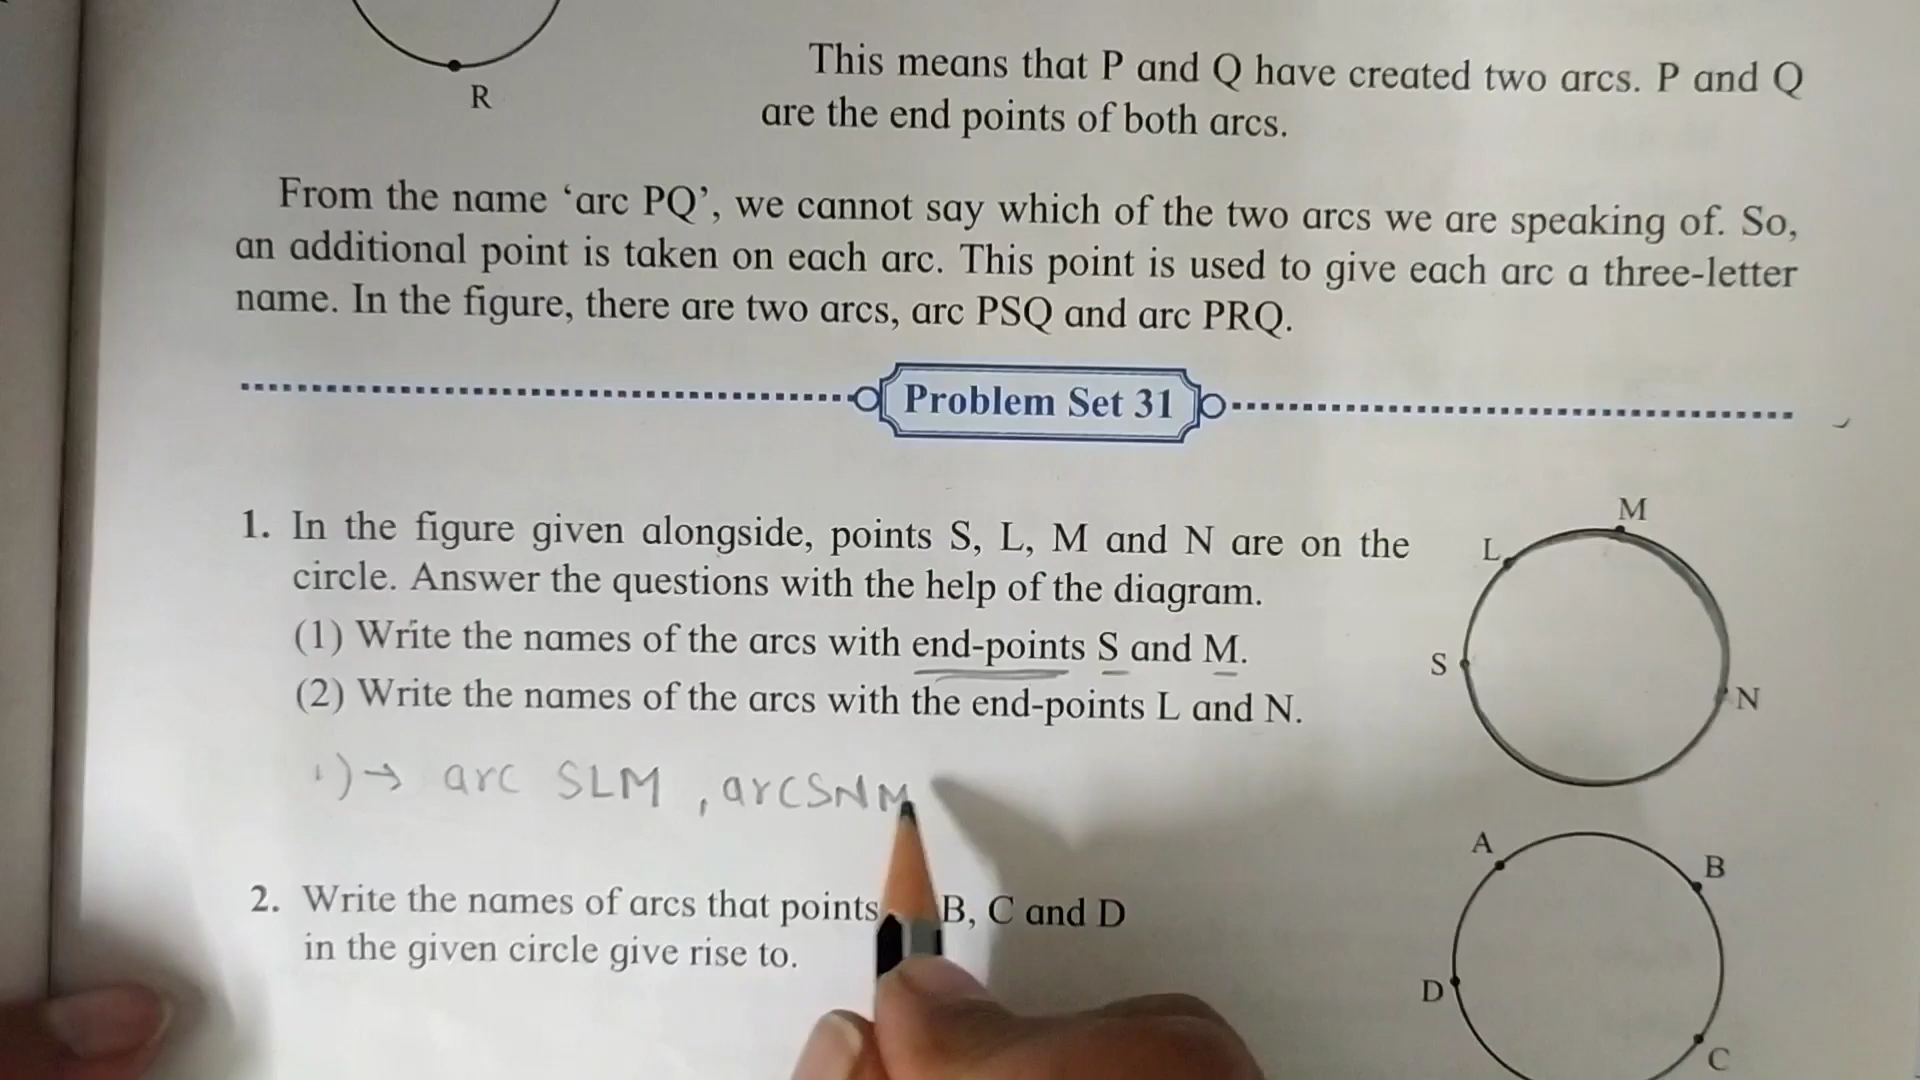 R
This means that P and Q have created two arcs. P and Q
are the end points of both arcs.
From the name ‘arc PQ’, we cannot say which of the two arcs we are speaking of. So,
an additional point is taken on each arc. This point is used to give each arc a three-letter
name. In the figure, there are two arcs, arc PSQ and arc PRQ.
Problem Set 31
1. In the figure given alongside, points S, L, M and N are on the
circle. Answer the questions with the help of the diagram.
(1) Write the names of the arcs with end-points S and M.
(2) Write the names of the arcs with the end-points L and N.
M
L
S
N
1) → arc SLM , arc SNM
2. Write the names of arcs that points B, C and D
in the given circle give rise to.
A
B
D
C